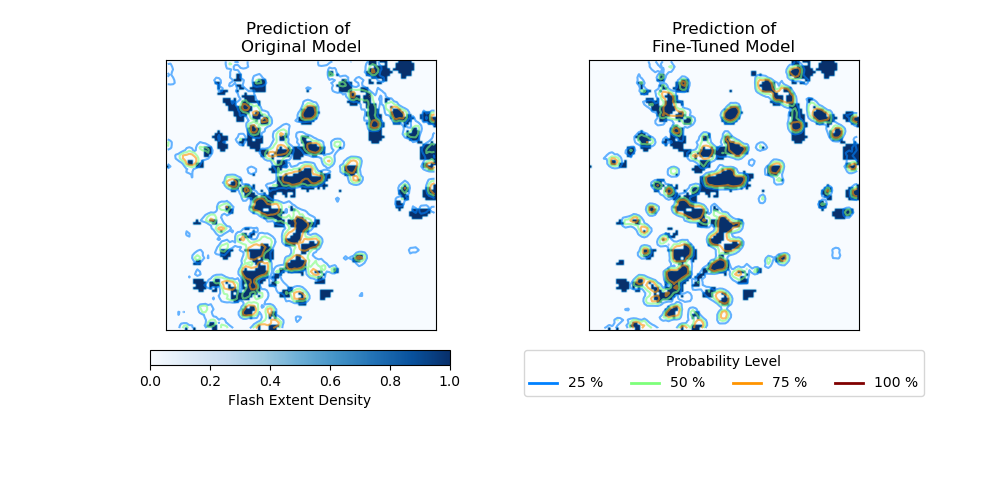 Prediction of
Original Model
Prediction of
Fine-Tuned Model
0.0 0.2 0.4 0.6 0.8 1.0
Flash Extent Density
Probability Level
25 % 50 % 75 % 100 %